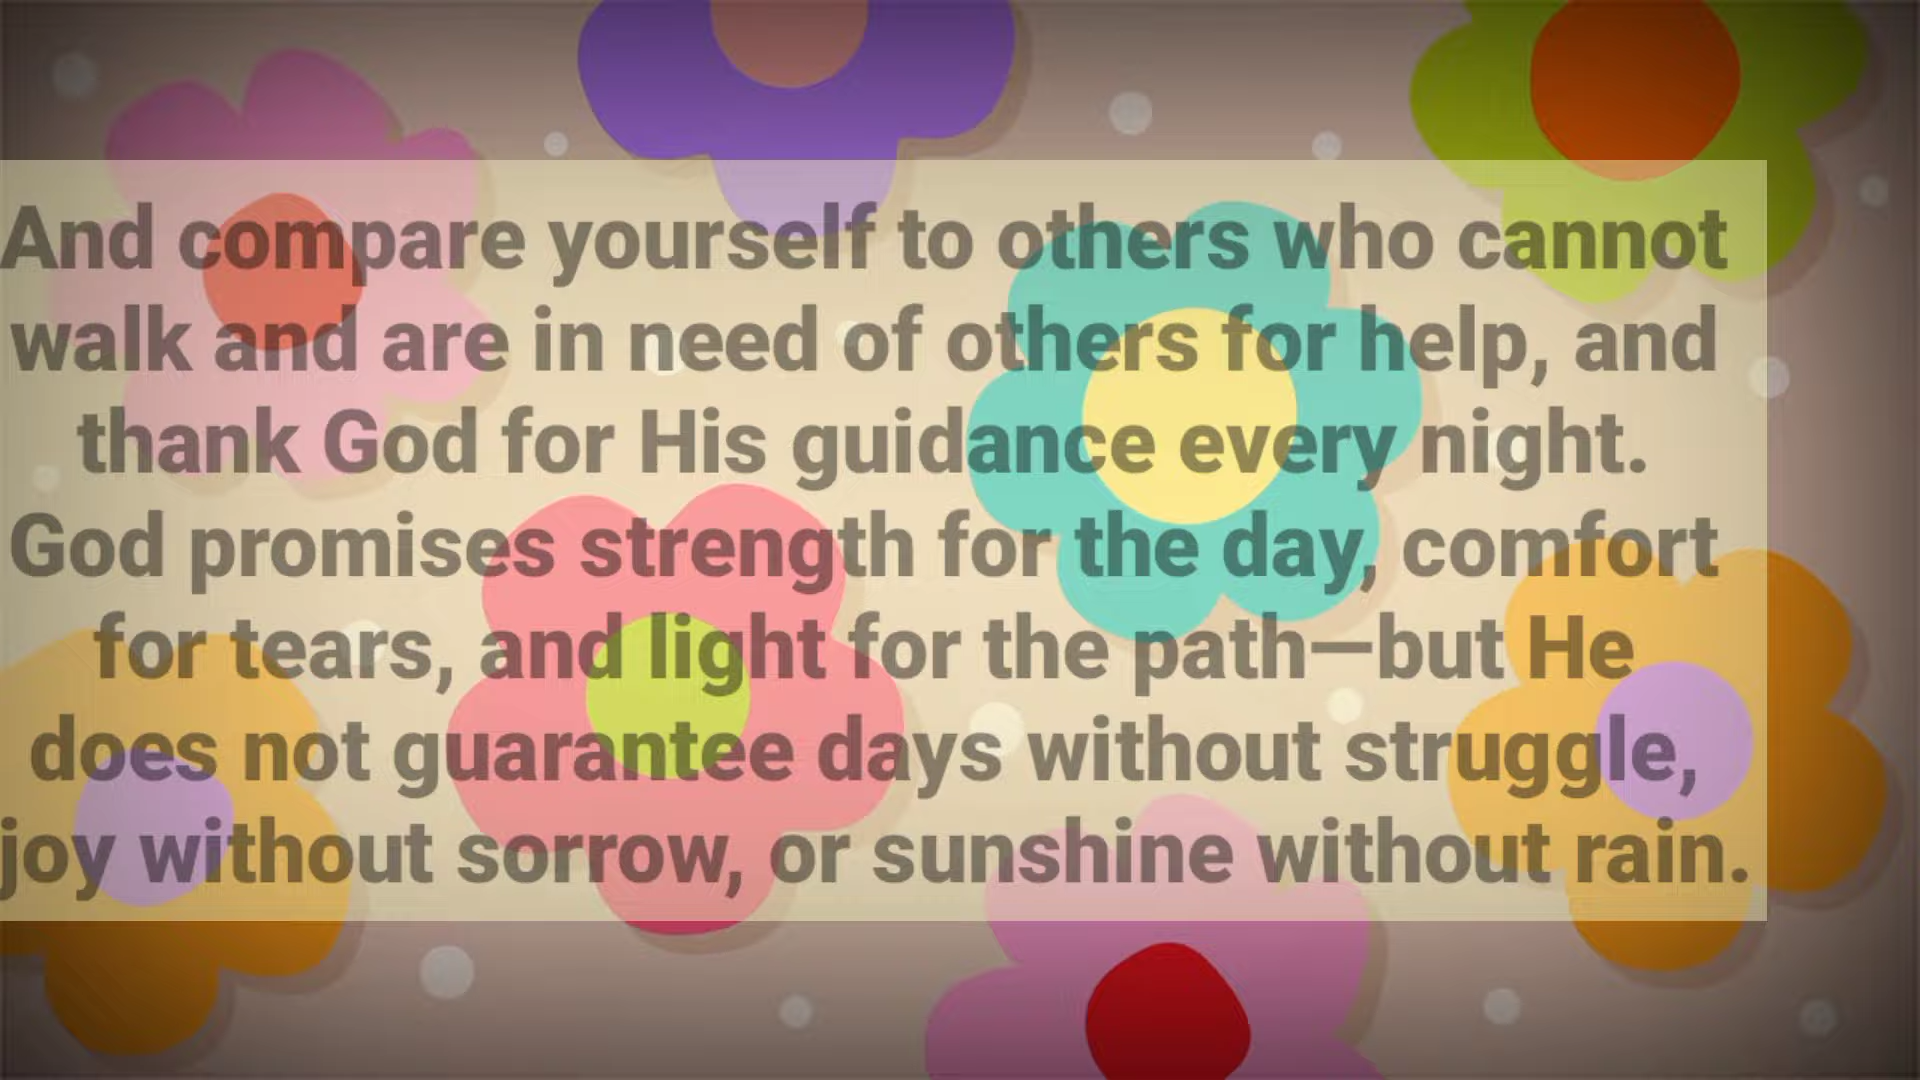 And compare yourself to others who cannot
walk and are in need of others for help, and
thank God for His guidance every night.
God promises strength for the day, comfort
for tears, and light for the path—but He
does not guarantee days without struggle,
joy without sorrow, or sunshine without rain.